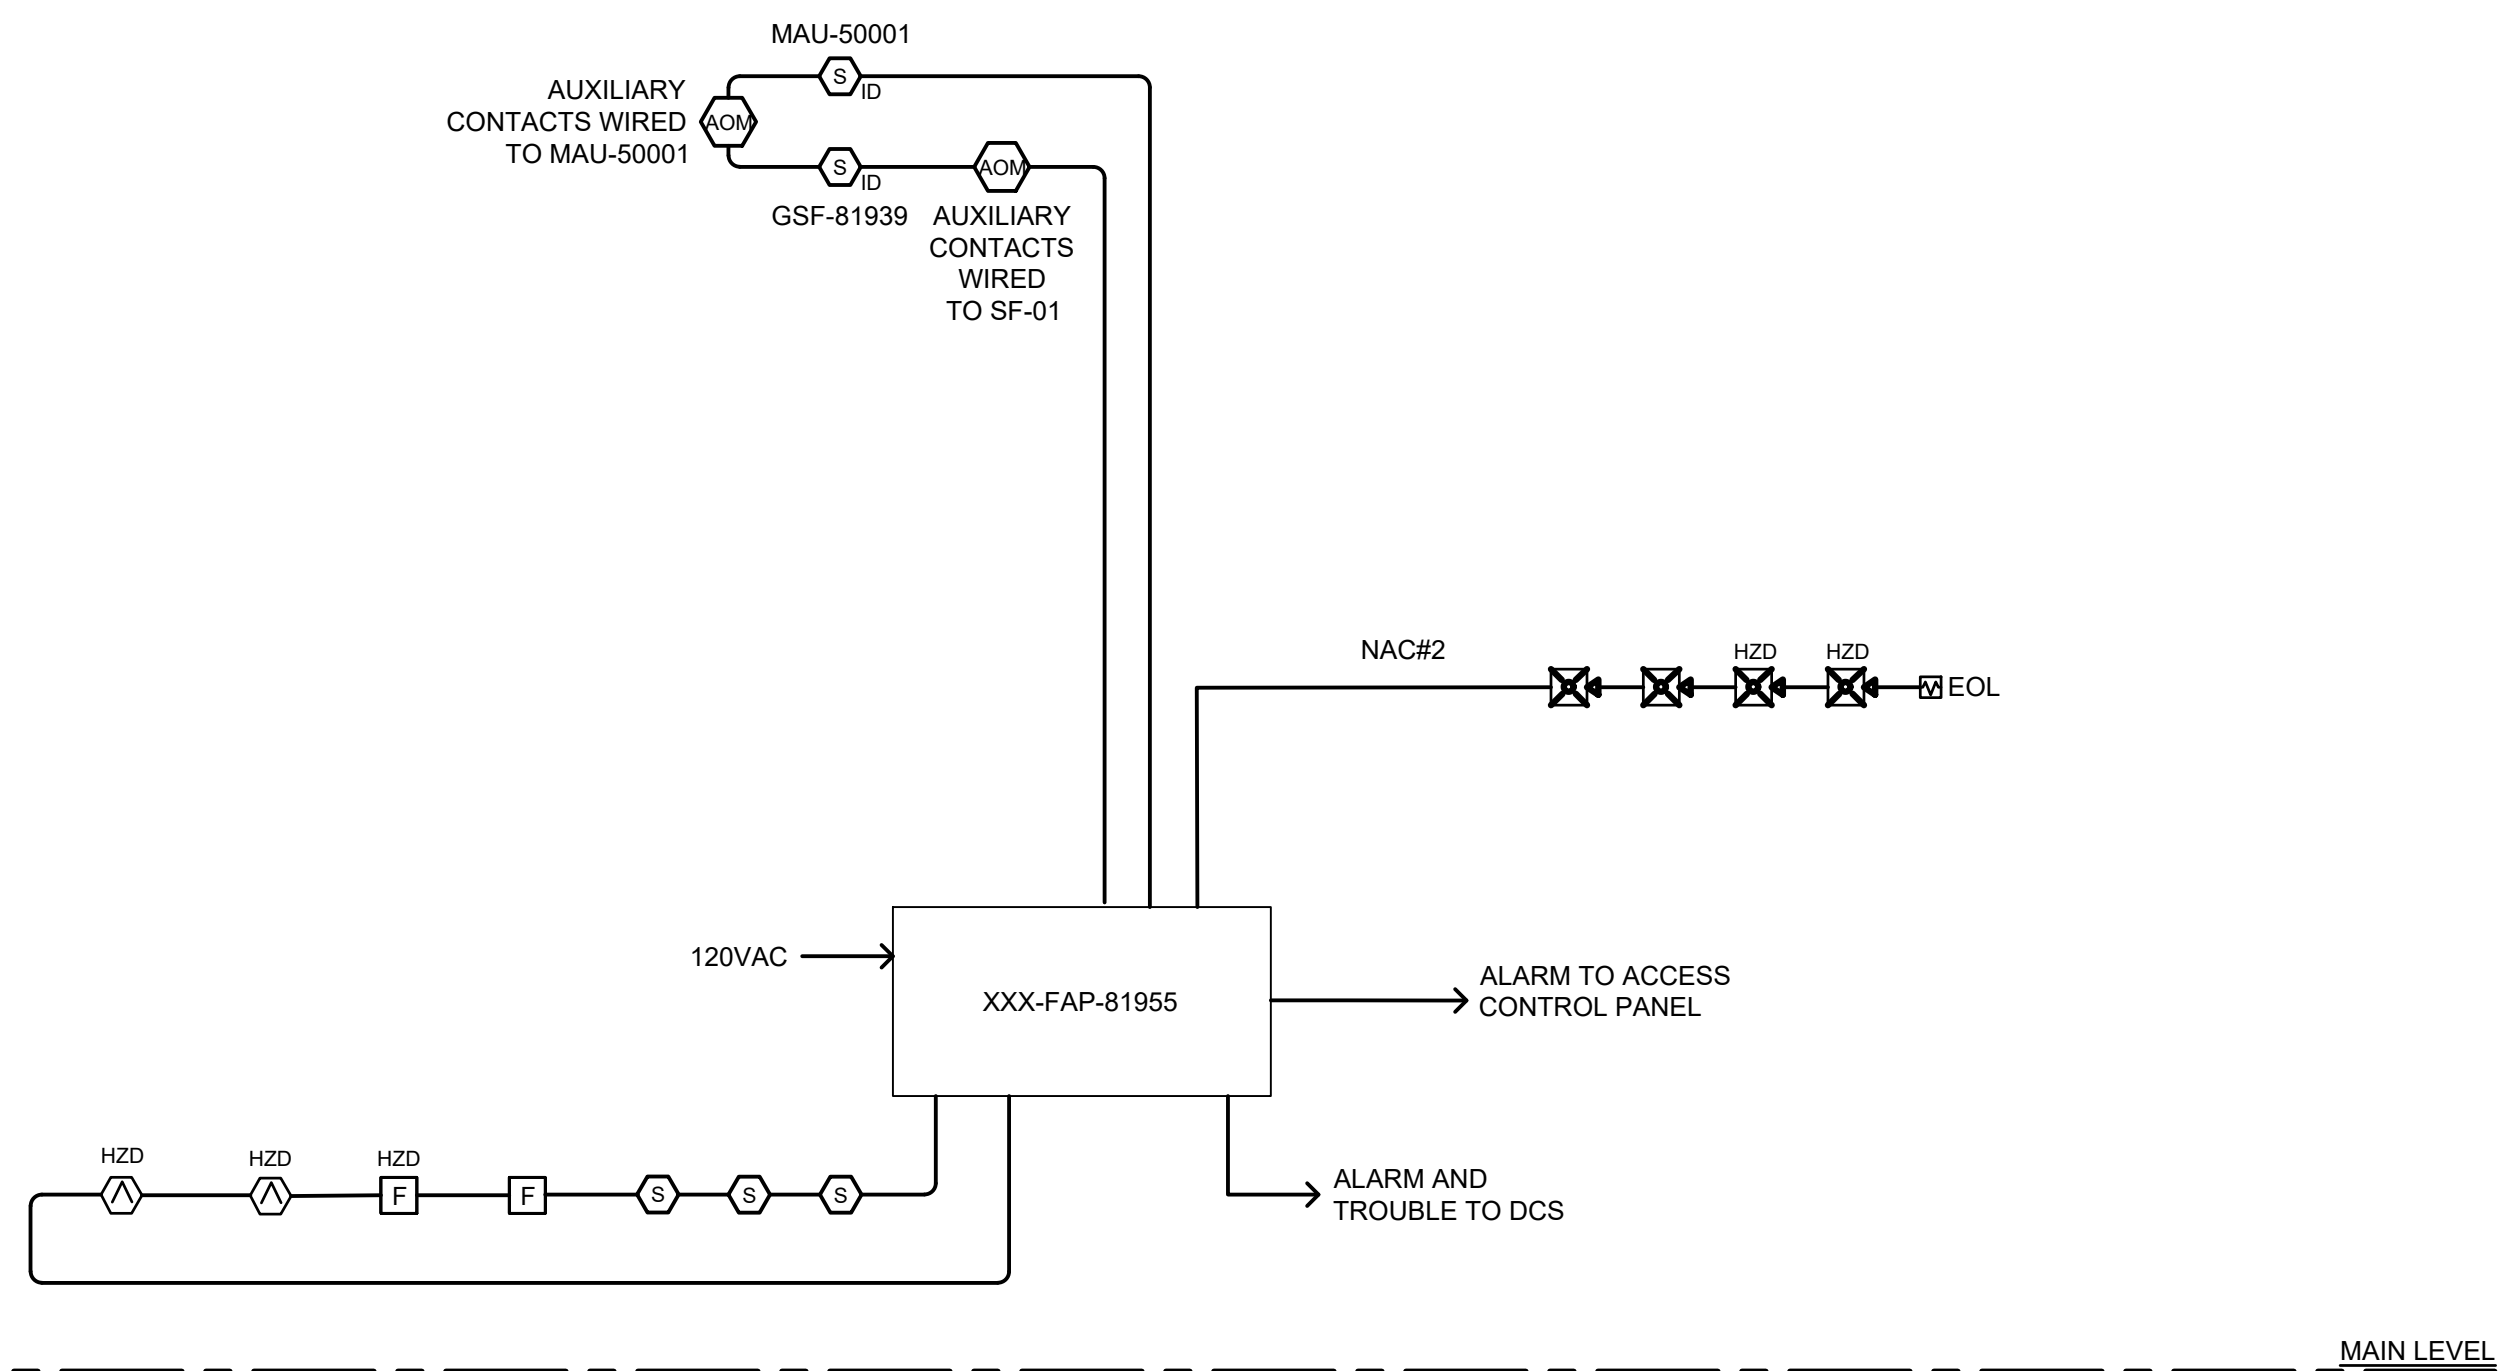 MAU-50001
S
ID
AUXILIARY
CONTACTS WIRED
TO MAU-50001
AOM
S
ID
AOM
GSF-81939
AUXILIARY
CONTACTS
WIRED
TO SF-01
NAC#2
HZD
HZD
EOL
120VAC
XXX-FAP-81955
ALARM TO ACCESS
CONTROL PANEL
HZD
HZD
HZD
F
F
S
S
S
ALARM AND
TROUBLE TO DCS
MAIN LEVEL